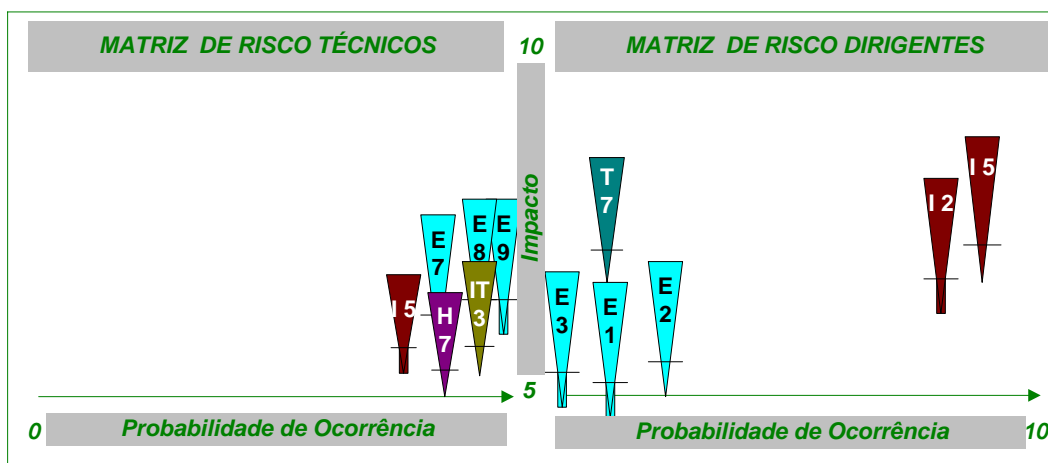 MATRIZ DE RISCO TÉCNICOS
10
MATRIZ DE RISCO DIRIGENTES
Impacto
I 5
E 7
H 7
E 8
IT 3
E 9
E 3
T 7
E 1
E 2
I 2
I 5
5
0
Probabilidade de Ocorrência
Probabilidade de Ocorrência
10